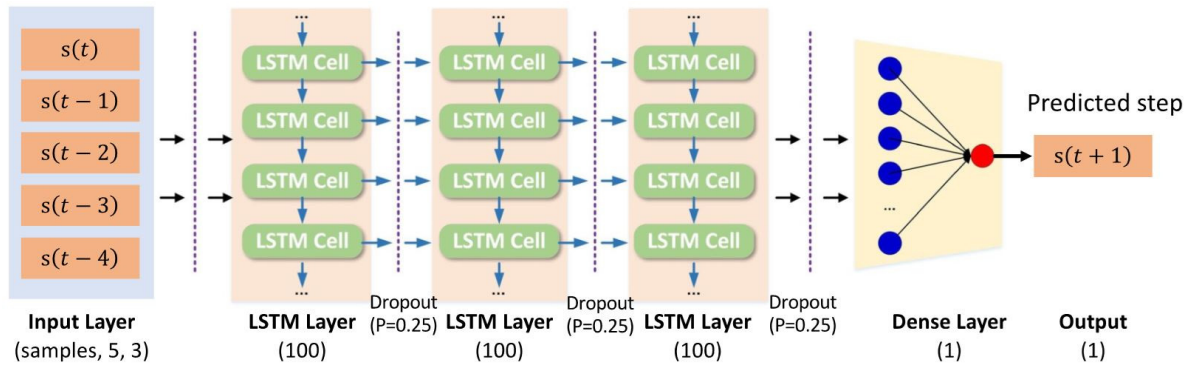 s(t)
s(t − 1)
s(t − 2)
s(t − 3)
s(t − 4)
Input Layer
(samples, 5, 3)
...
LSTM Cell
LSTM Cell
LSTM Cell
LSTM Cell
...
LSTM Layer
(100)
Dropout
(P=0.25)
...
LSTM Cell
LSTM Cell
LSTM Cell
LSTM Cell
...
LSTM Layer
(100)
Dropout
(P=0.25)
...
LSTM Cell
LSTM Cell
LSTM Cell
LSTM Cell
...
LSTM Layer
(100)
Dropout
(P=0.25)
...
Dense Layer
(1)
Predicted step
s(t + 1)
Output
(1)